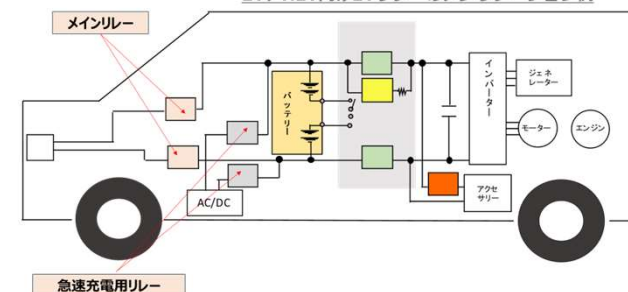 メインリレー
バッテリー
インバーター
ジェネ
レーター
モーター
エンジン
AC/DC
アクセ
サリー
急速充電用リレー